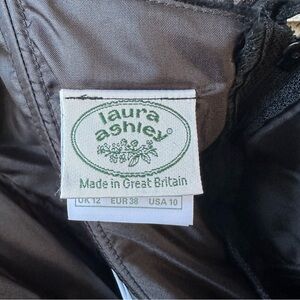 laura
ashley®
Made in Great Britain
UK 12 EUR 38 USA 10